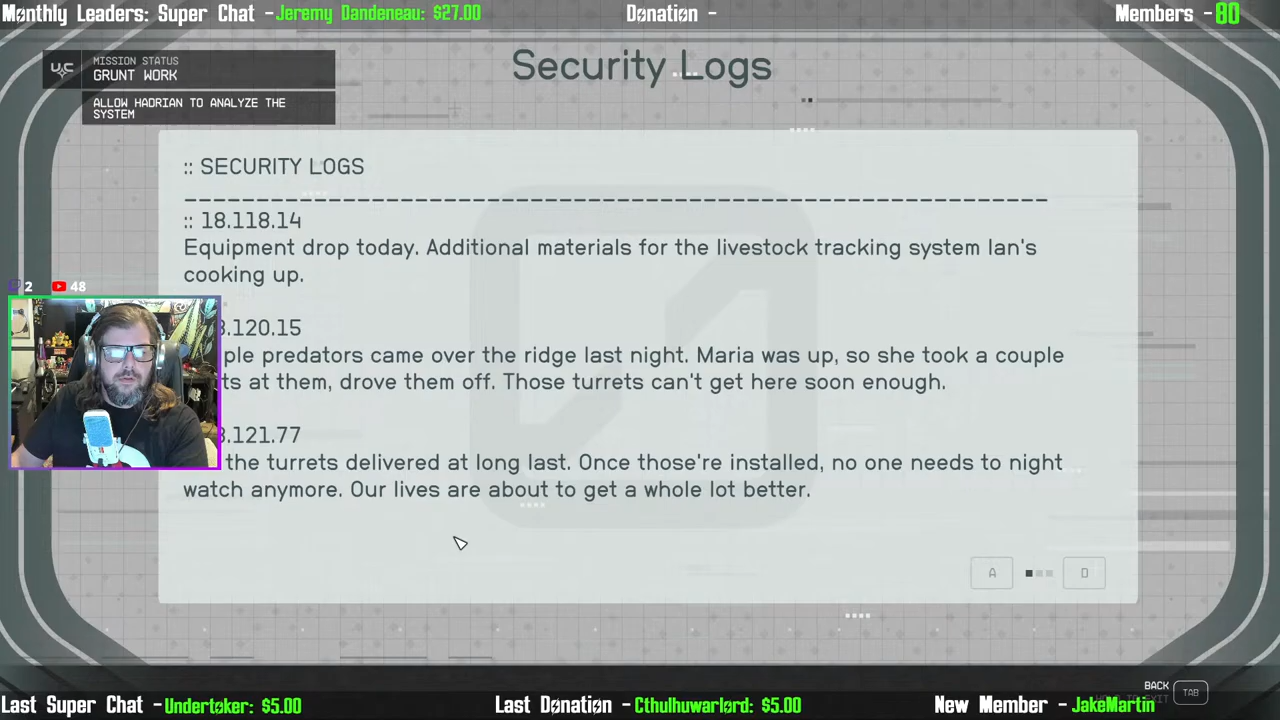 Monthly Leaders: Super Chat -Jeremy Dandeneau: $27.00 Donation - Members - 80
MISSION STATUS
GRUNT WORK
ALLOW HADRIAN TO ANALYZE THE
SYSTEM
Security Logs
:: SECURITY LOGS
:: 18.118.14
Equipment drop today. Additional materials for the livestock tracking system Ian's
cooking up.
2 48
.120.15
predators came over the ridge last night. Maria was up, so she took a couple
at them, drove them off. Those turrets can't get here soon enough.
.121.77
the turrets delivered at long last. Once those're installed, no one needs to night
watch anymore. Our lives are about to get a whole lot better.
A D
BACK TAB
Last Super Chat -Undertoker: $5.00 Last Donation -Cthulhuwarlord: $5.00 New Member - JakeMartin